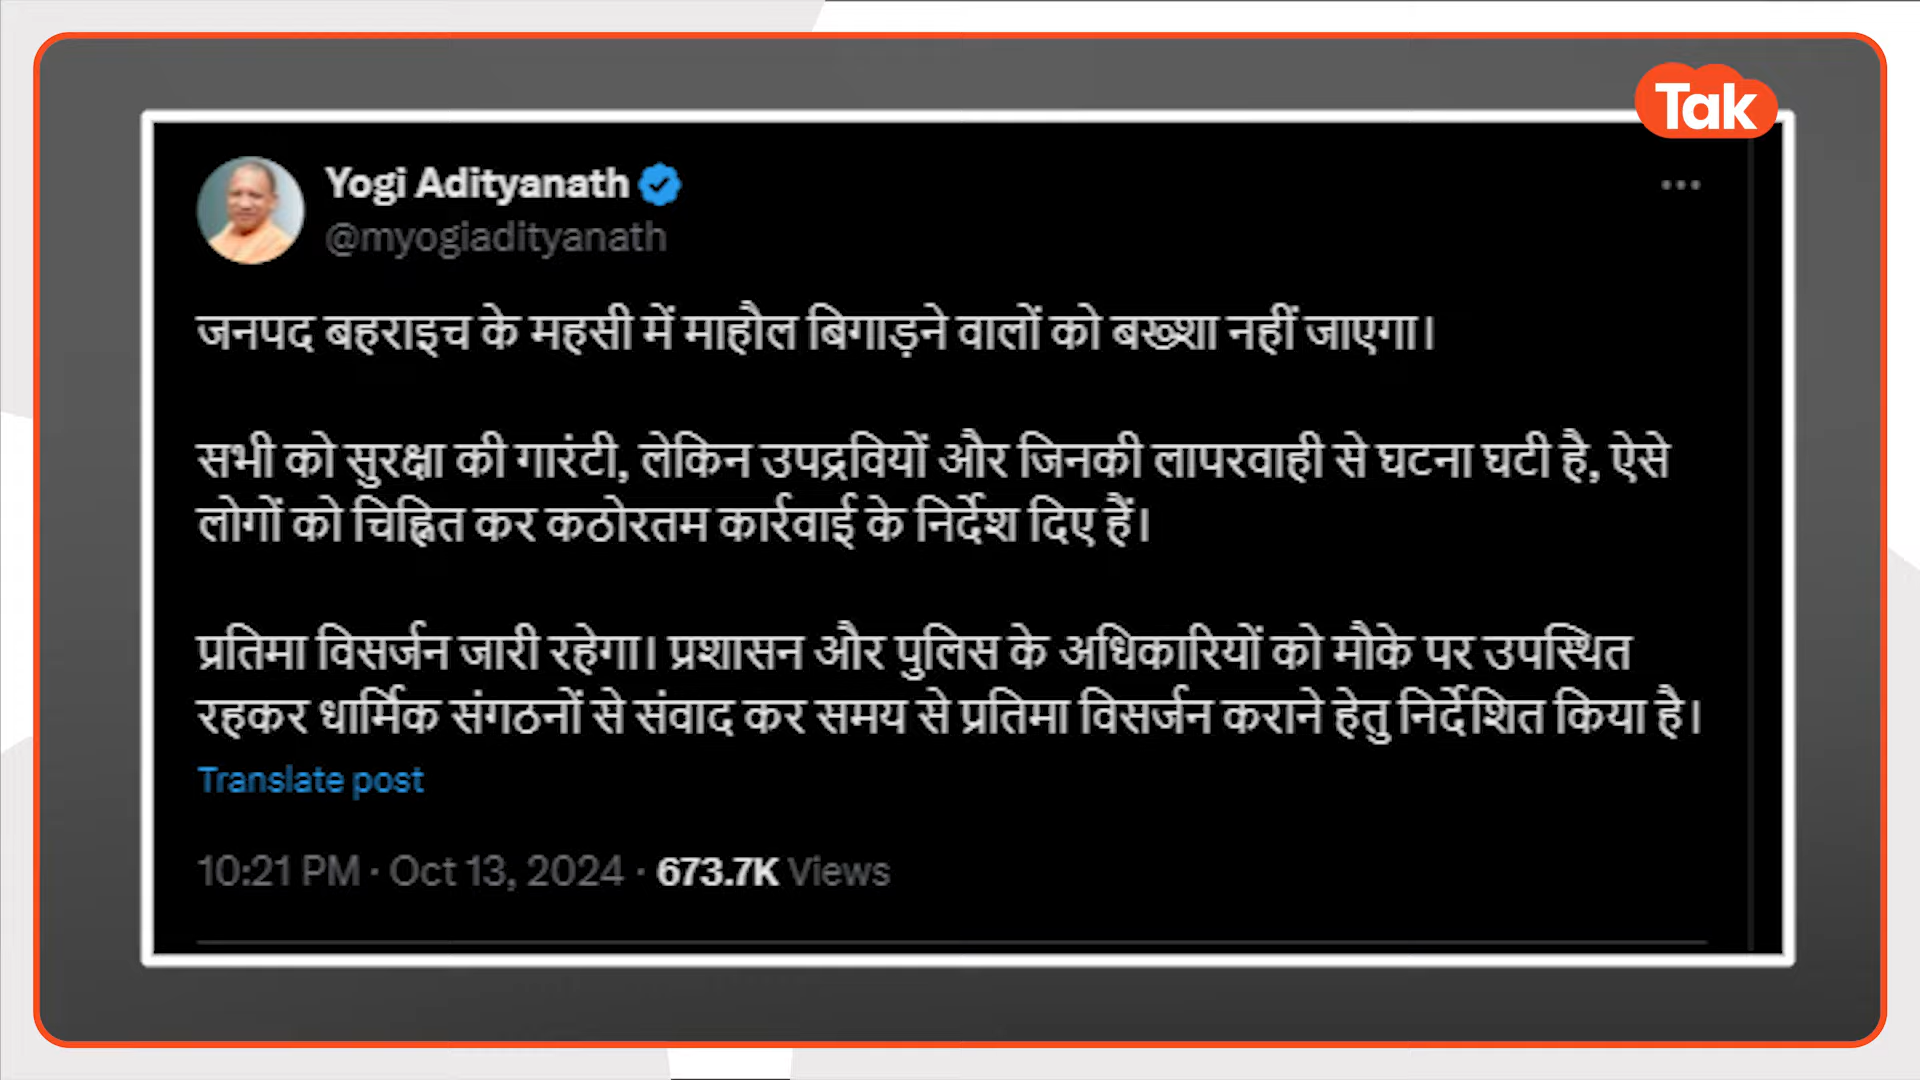 Tak
Yogi Adityanath
@myogiadityanath
जनपद बहराइच के महसी में माहौल बिगाड़ने वालों को बख्शा नहीं जाएगा।
सभी को सुरक्षा की गारंटी, लेकिन उपद्रवियों और जिनकी लापरवाही से घटना घटी है, ऐसे
लोगों को चिह्नित कर कठोरतम कार्रवाई के निर्देश दिए हैं।
प्रतिमा विसर्जन जारी रहेगा। प्रशासन और पुलिस के अधिकारियों को मौके पर उपस्थित
रहकर धार्मिक संगठनों से संवाद कर समय से प्रतिमा विसर्जन कराने हेतु निर्देशित किया है।
Translate post
10:21 PM · Oct 13, 2024 · 673.7K Views